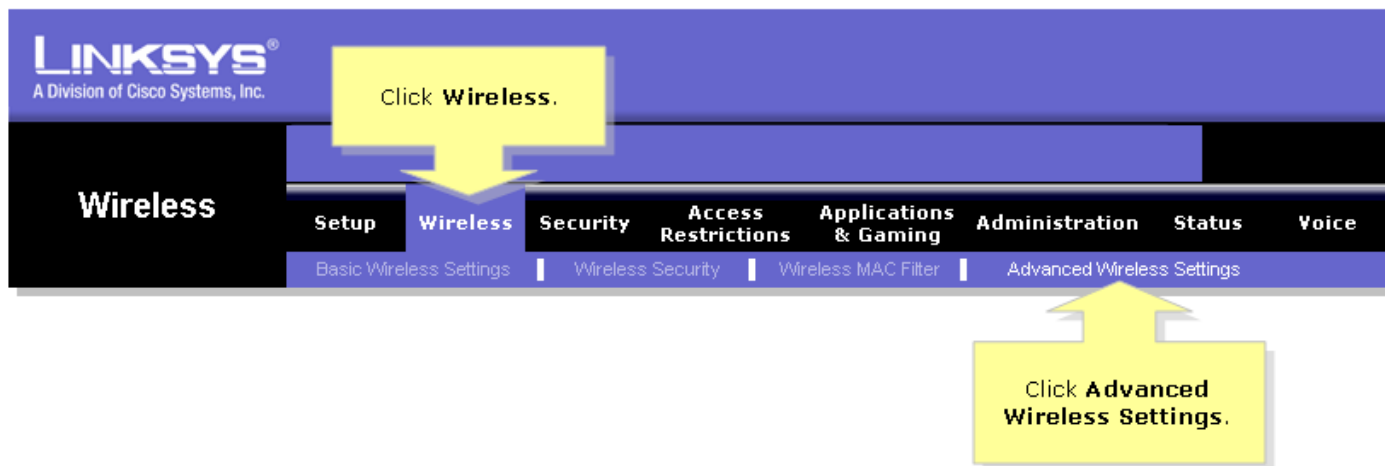 LINKSYS®
A Division of Cisco Systems, Inc.
Click Wireless.
Wireless
Setup
Wireless
Security
Access
Restrictions
Applications
& Gaming
Administration
Status
Voice
Basic Wireless Settings
Wireless Security
Wireless MAC Filter
Advanced Wireless Settings
Click Advanced
Wireless Settings.